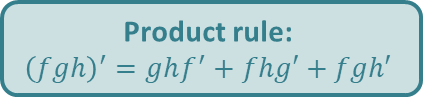 Product rule:
(fgh)′ = ghf′ + fhg′ + fgh′